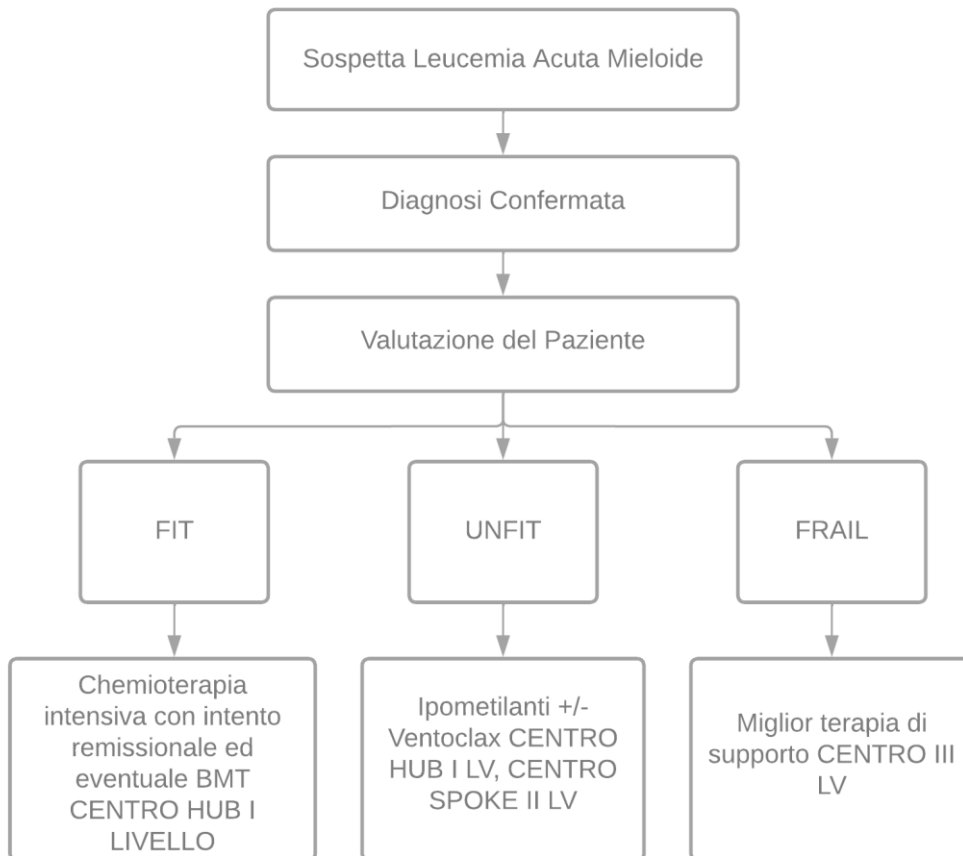 Sospetta Leucemia Acuta Mieloide
Diagnosi Confermata
Valutazione del Paziente
FIT
UNFIT
FRAIL
Chemioterapia
intensiva con intento
remissionale ed
eventuale BMT
CENTRO HUB I
LIVELLO
Ipometilanti +/-
Ventoclax CENTRO
HUB I LV, CENTRO
SPOKE II LV
Miglior terapia di
supporto CENTRO III
LV